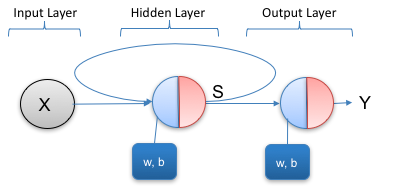 Input Layer
Hidden Layer
Output Layer
X
S
Y
w, b
w, b